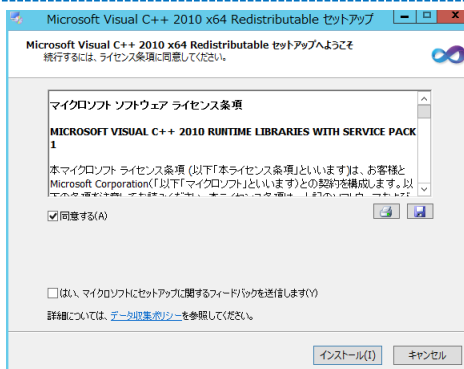 Microsoft Visual C++ 2010 x64 Redistributable セットアップ
Microsoft Visual C++ 2010 x64 Redistributable セットアップへようこそ
続行するには、ライセンス条項に同意してください。
マイクロソフト ソフトウェア ライセンス条項
MICROSOFT VISUAL C++ 2010 RUNTIME LIBRARIES WITH SERVICE PACK
1
本マイクロソフト ライセンス条項 (以下「本ライセンス条項」といいます)は、お客様と
Microsoft Corporation(「以下「マイクロソフト」といいます)との契約を構成します。以
同意する(A)
はい、マイクロソフトにセットアップに関するフィードバックを送信します(Y)
詳細については、データ収集ポリシーを参照してください。
インストール(I) キャンセル